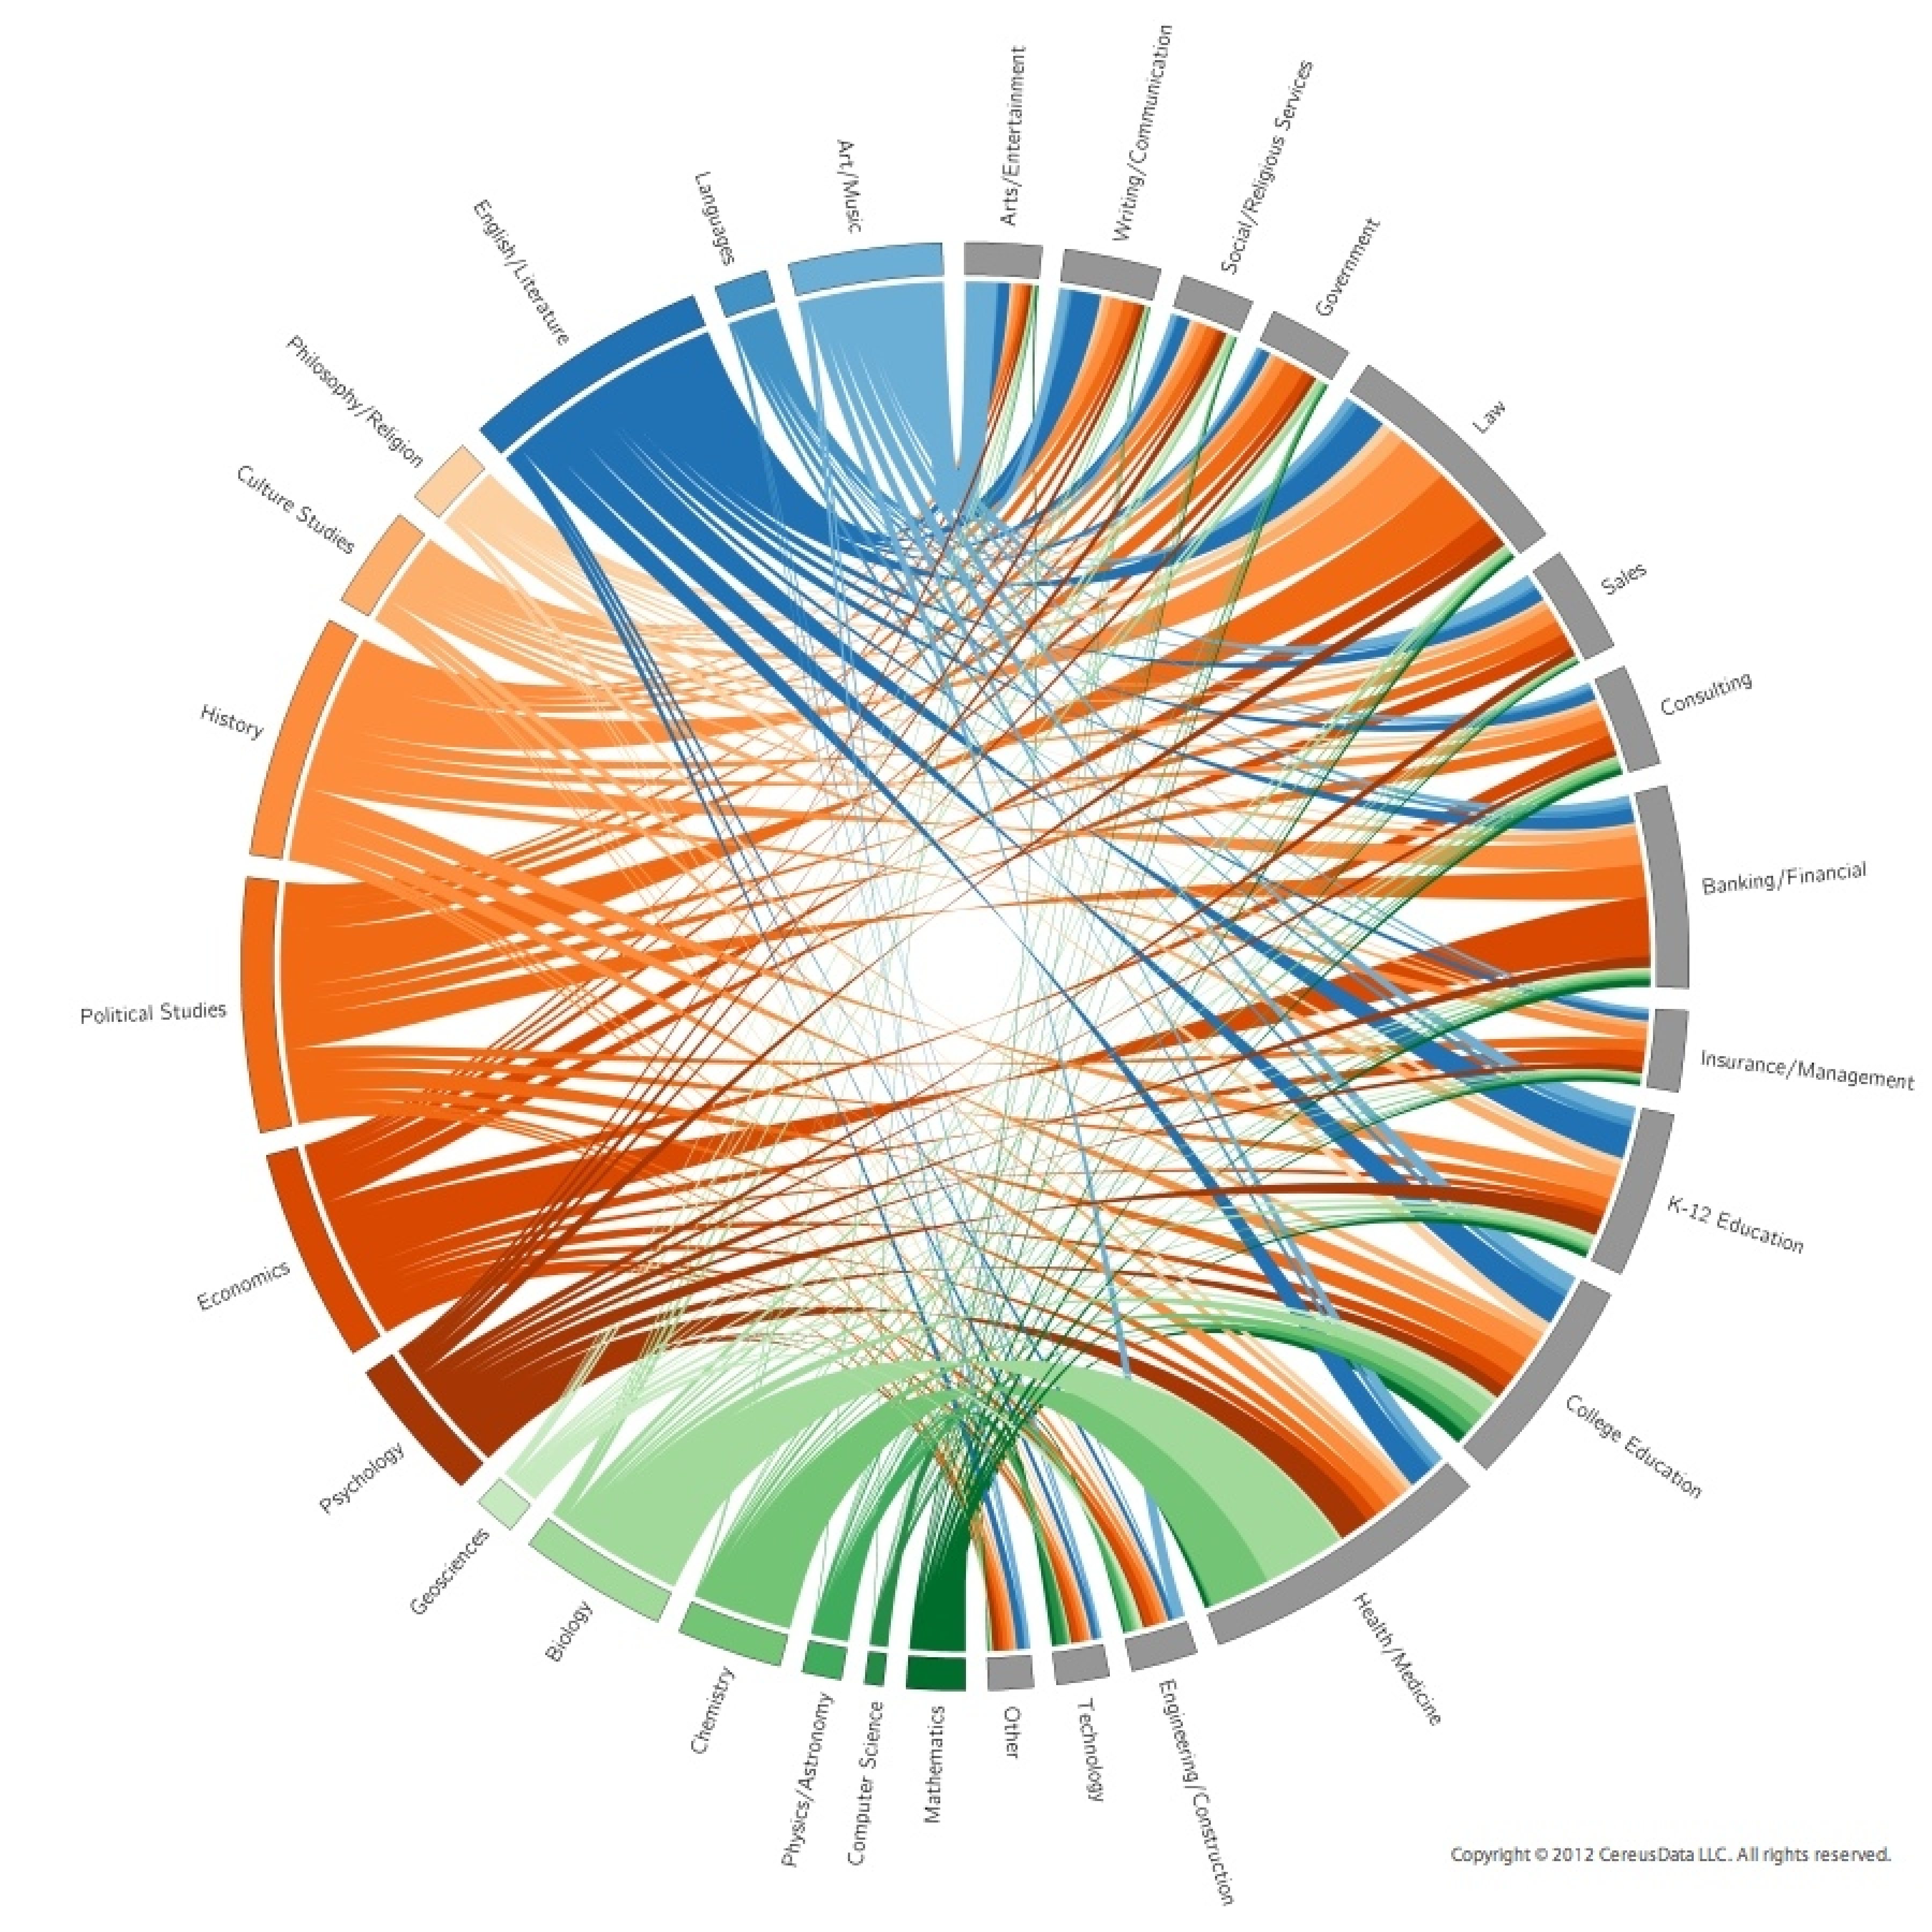 Arts/Entertainment
Writing/Communication
Social/Religious Services
Government
Law
Sales
Consulting
Banking/Financial
Insurance/Management
K-12 Education
College Education
Health/Medicine
Engineering/Construction
Technology
Other
Mathematics
Computer Science
Physics/Astronomy
Chemistry
Biology
Geosciences
Psychology
Economics
Political Studies
History
Culture Studies
Philosophy/Religion
English/Literature
Languages
Art/Music
Copyright © 2012 CereusData LLC. All rights reserved.